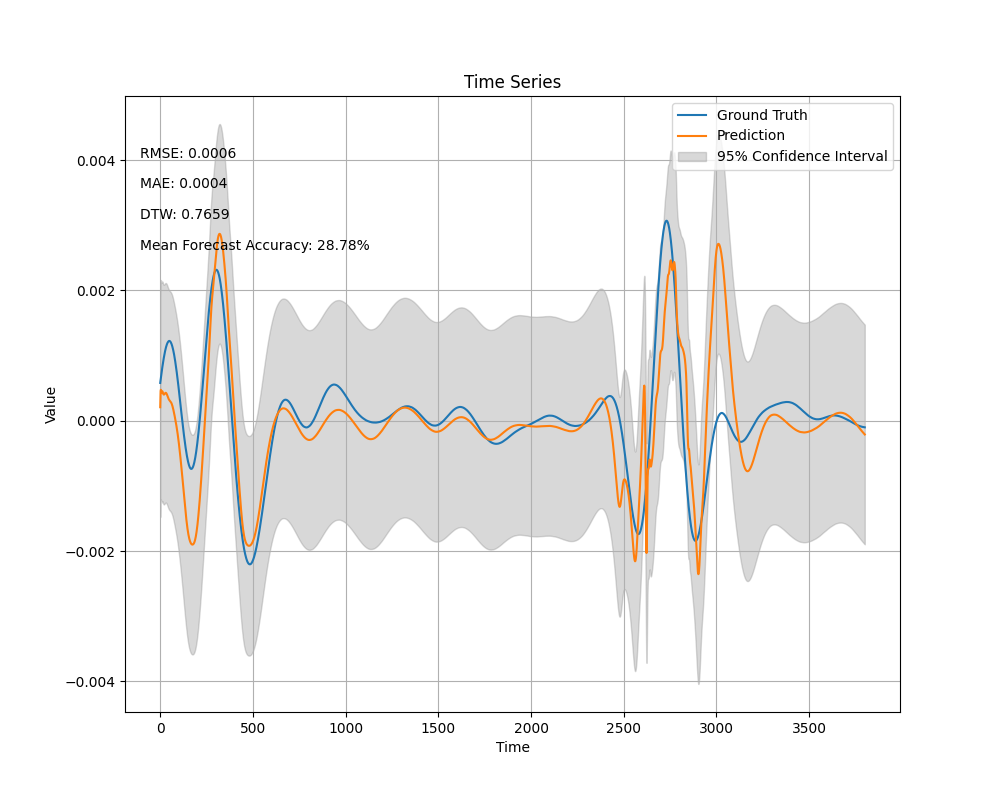 Time Series
Ground Truth
Prediction
95% Confidence Interval
RMSE: 0.0006
MAE: 0.0004
DTW: 0.7659
Mean Forecast Accuracy: 28.78%
0.004
0.002
0.000
−0.002
−0.004
Value
0 500 1000 1500 2000 2500 3000 3500
Time